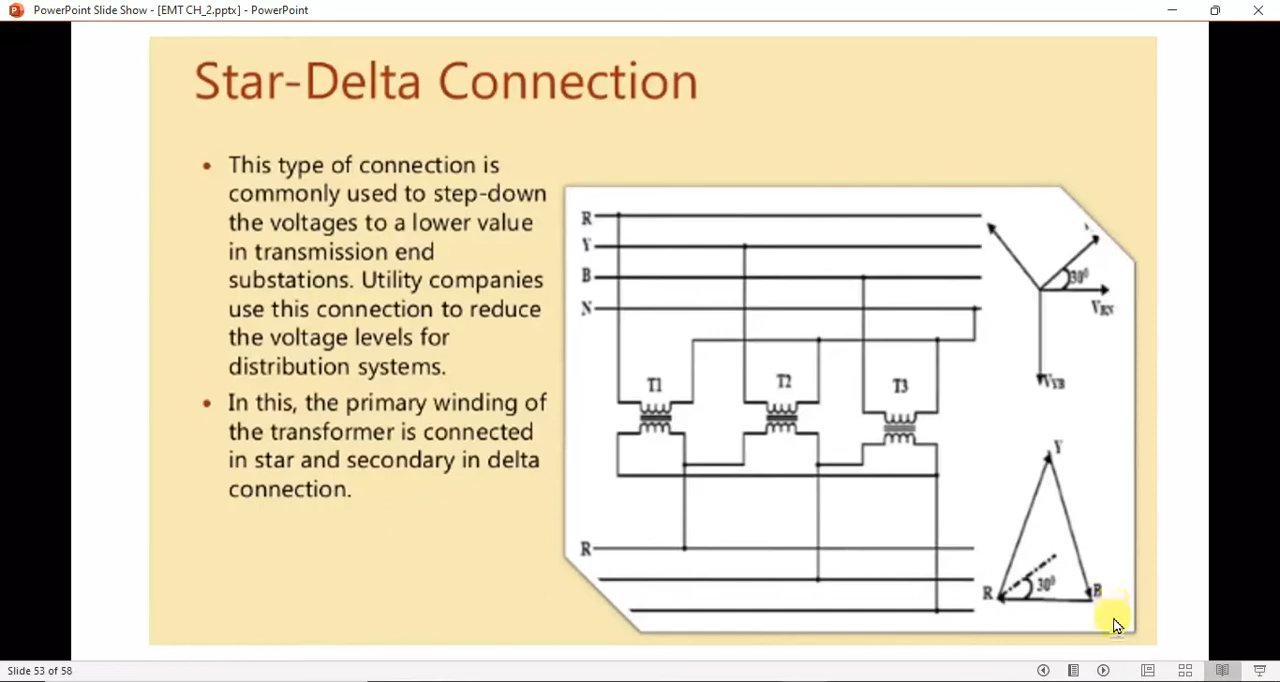 PowerPoint Slide Show - [EMT CH_2.pptx] - PowerPoint
Star-Delta Connection
• This type of connection is
commonly used to step-down
the voltages to a lower value
in transmission end
substations. Utility companies
use this connection to reduce
the voltage levels for
distribution systems.
• In this, the primary winding of
the transformer is connected
in star and secondary in delta
connection.
R
Y
B
N
T1
T2
T3
R
30⁰
V_RN
V_YB
Y
R
30⁰
B
Slide 53 of 58